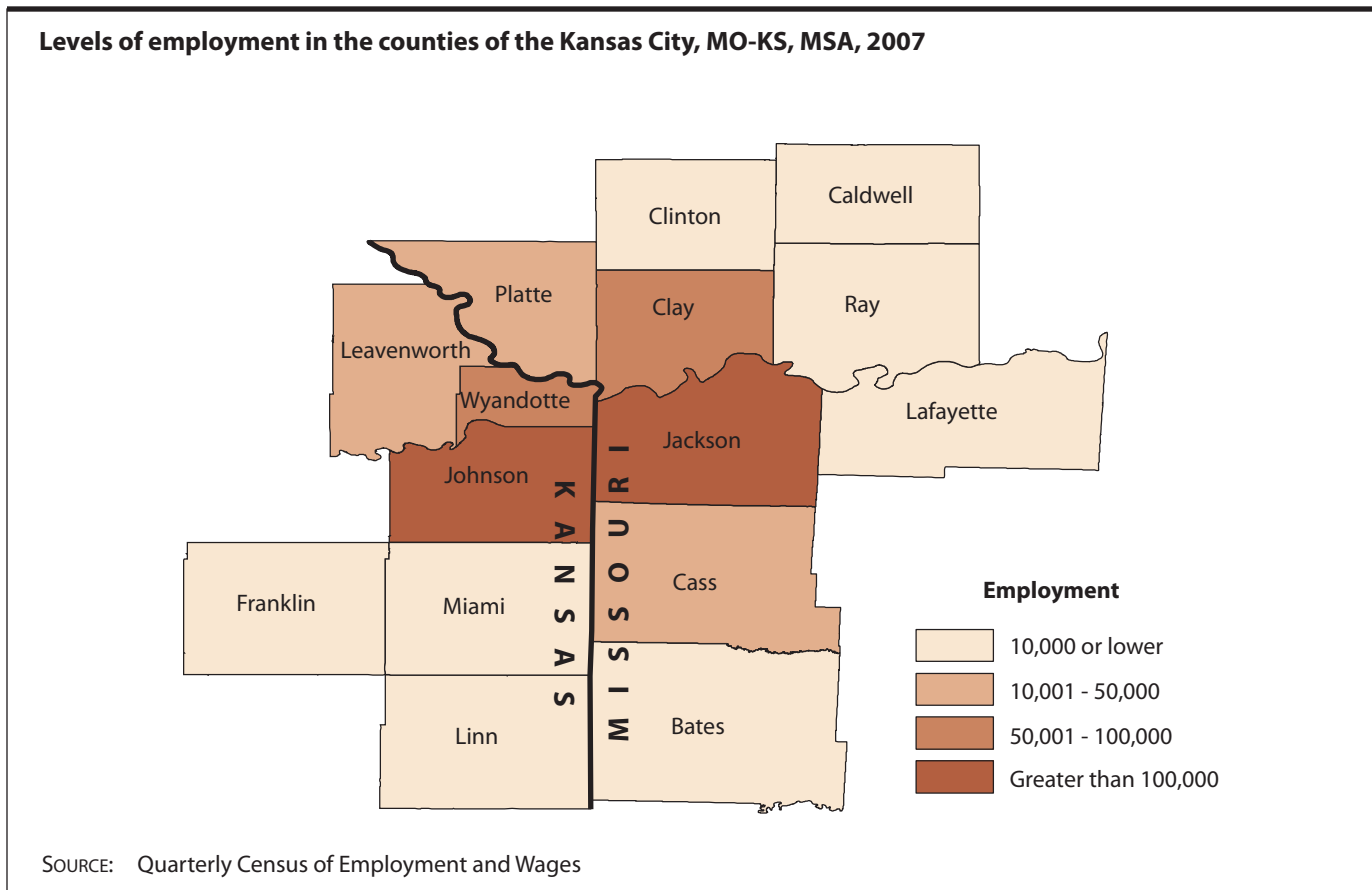 Levels of employment in the counties of the Kansas City, MO-KS, MSA, 2007
Caldwell
Clinton
Platte
Clay
Ray
Leavenworth
Wyandotte
Lafayette
Jackson
Johnson
KANSAS
MISSOURI
Cass
Franklin
Miami
Linn
Bates
Employment
10,000 or lower
10,001 - 50,000
50,001 - 100,000
Greater than 100,000
SOURCE: Quarterly Census of Employment and Wages